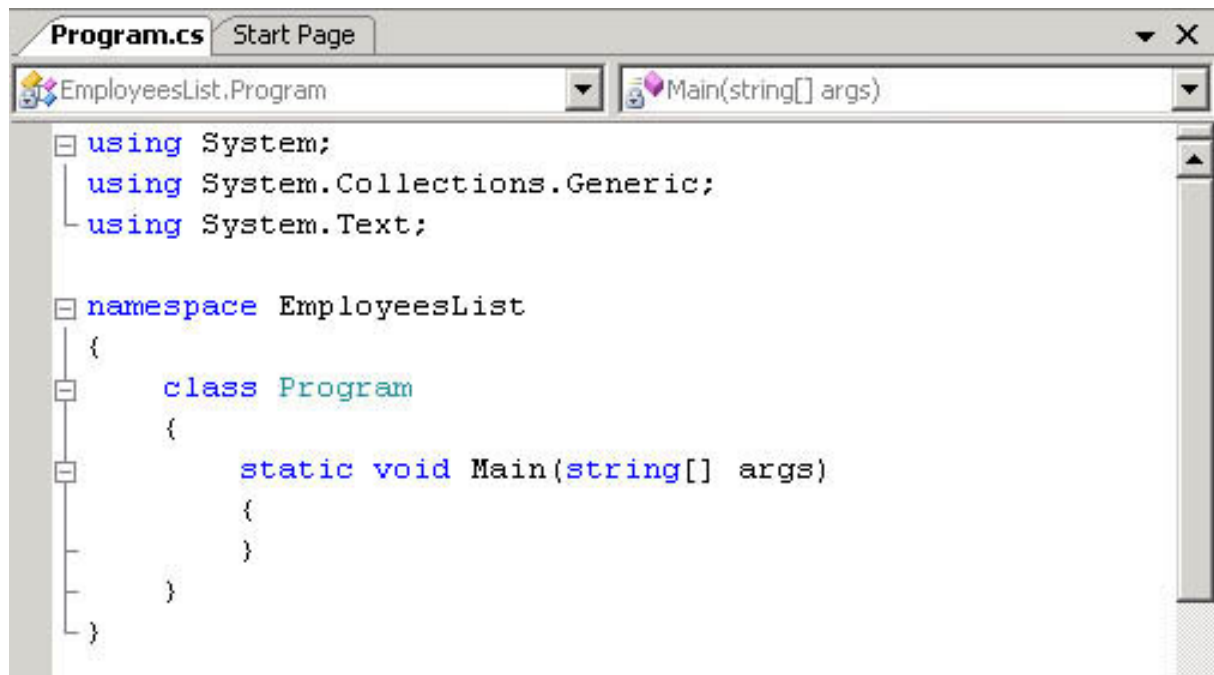 Program.cs Start Page
EmployeesList.Program Main(string[] args)
using System;
using System.Collections.Generic;
using System.Text;
namespace EmployeesList
{
class Program
{
static void Main(string[] args)
{
}
}
}